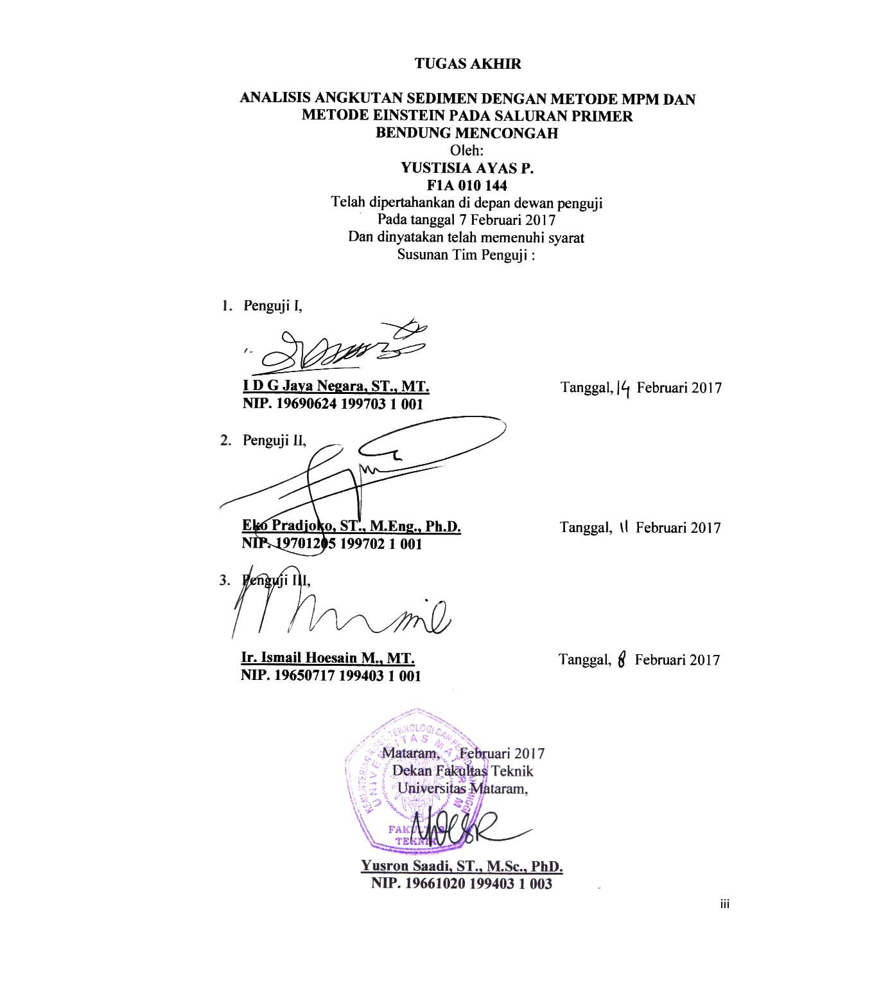 TUGAS AKHIR
ANALISIS ANGKUTAN SEDIMEN DENGAN METODE MPM DAN
METODE EINSTEIN PADA SALURAN PRIMER
BENDUNG MENCONGAH
Oleh:
YUSTISIA AYAS P.
F1A 010 144
Telah dipertahankan di depan dewan penguji
Pada tanggal 7 Februari 2017
Dan dinyatakan telah memenuhi syarat
Susunan Tim Penguji :
1. Penguji I,
I D G Jaya Negara, ST., MT. Tanggal, 14 Februari 2017
NIP. 19690624 199703 1 001
2. Penguji II,
Eko Pradjoko, ST., M.Eng., Ph.D. Tanggal, 11 Februari 2017
NIP. 19701205 199702 1 001
3. Penguji III,
Ir. Ismail Hoesain M., MT. Tanggal, 8 Februari 2017
NIP. 19650717 199403 1 001
Mataram, Februari 2017
Dekan Fakultas Teknik
Universitas Mataram,
UNIVERSITAS MATARAM
FAKULTAS
TEKNIK
Yusron Saadi, ST., M.Sc., PhD.
NIP. 19661020 199403 1 003
iii